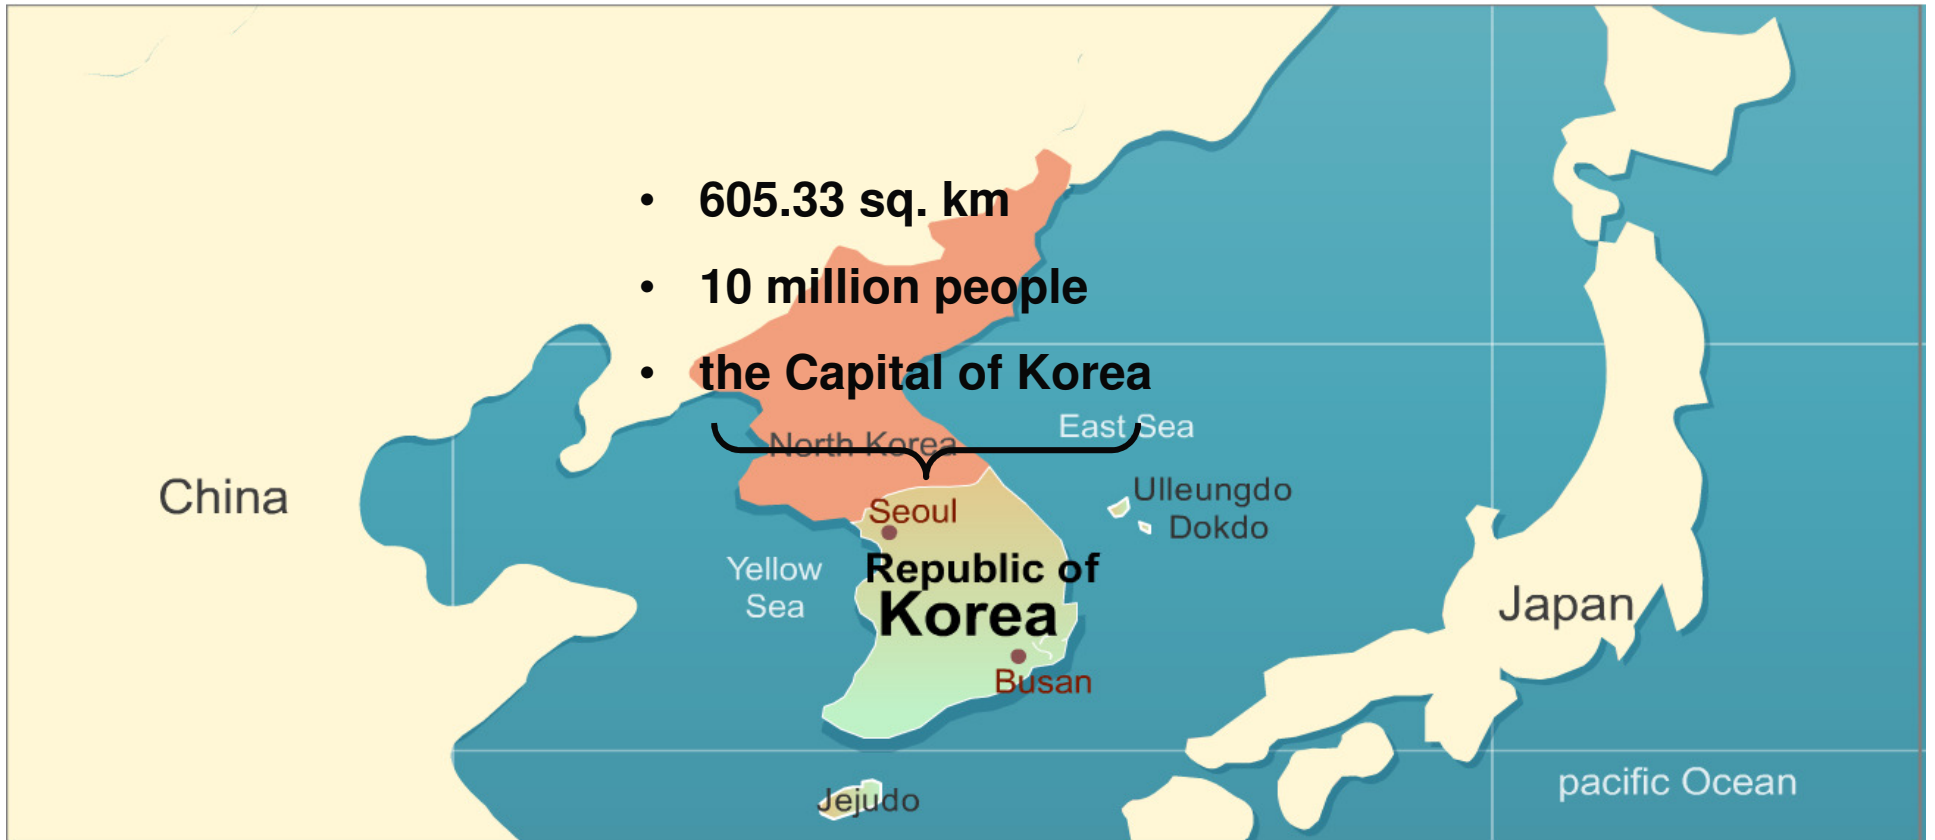 • 605.33 sq. km
• 10 million people
• the Capital of Korea
North Korea
East Sea
China
Seoul
Ulleungdo
Dokdo
Yellow
Sea
Republic of
Korea
Japan
Busan
pacific Ocean
Jejudo